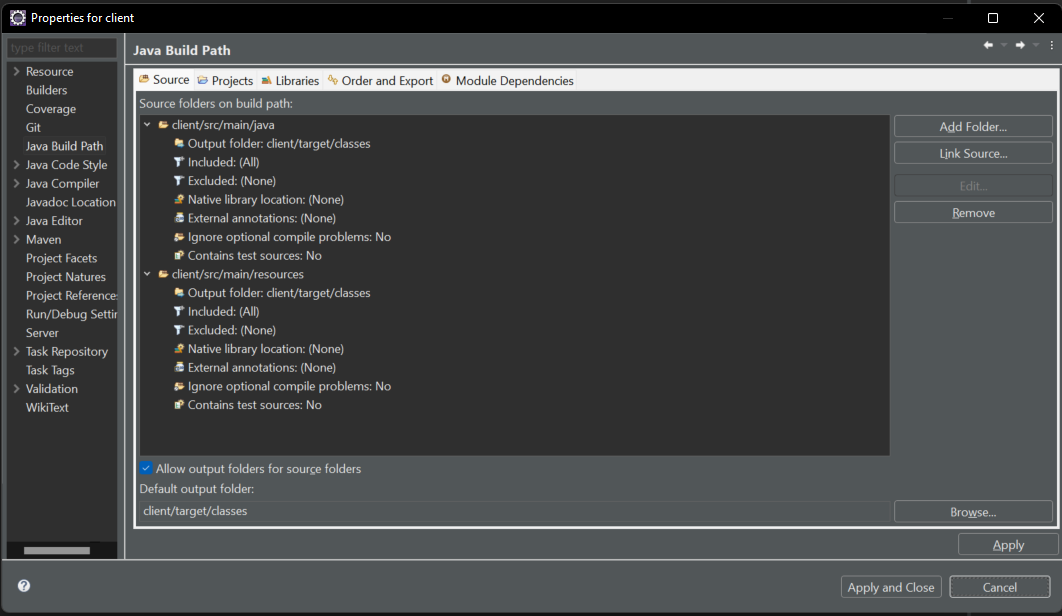 Properties for client
type filter text
Resource
Builders
Coverage
Git
Java Build Path
Java Code Style
Java Compiler
Javadoc Location
Java Editor
Maven
Project Facets
Project Natures
Project References
Run/Debug Settin
Server
Task Repository
Task Tags
Validation
WikiText
Java Build Path
Source Projects Libraries Order and Export Module Dependencies
Source folders on build path:
client/src/main/java
Output folder: client/target/classes
Included: (All)
Excluded: (None)
Native library location: (None)
External annotations: (None)
Ignore optional compile problems: No
Contains test sources: No
client/src/main/resources
Output folder: client/target/classes
Included: (All)
Excluded: (None)
Native library location: (None)
External annotations: (None)
Ignore optional compile problems: No
Contains test sources: No
Add Folder...
Link Source...
Edit...
Remove
Allow output folders for source folders
Default output folder:
client/target/classes
Browse...
Apply
Apply and Close
Cancel